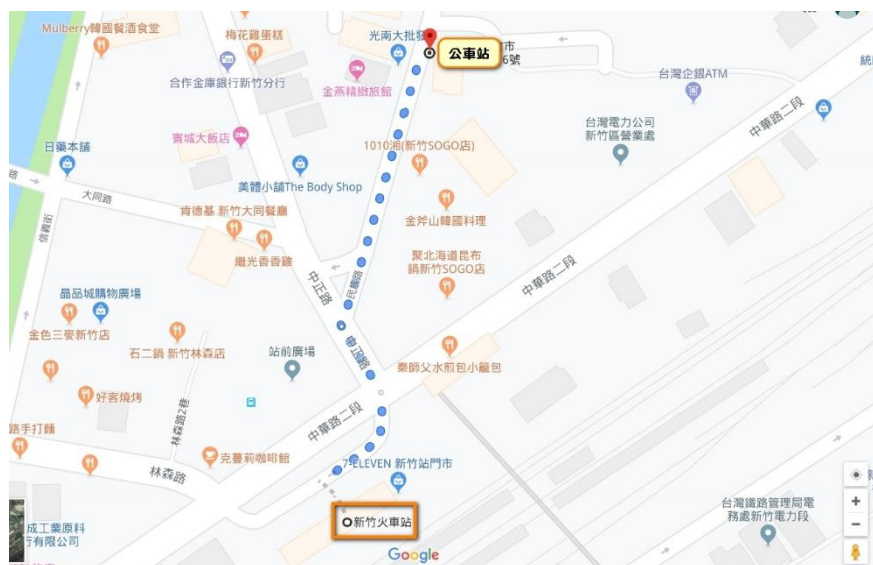 Mulberry韓國餐酒食堂
梅花雞蛋糕
光南大批發
公車站
市
6號
合作金庫銀行新竹分行
金燕精緻旅館
台灣企銀ATM
統
中華路二段
台灣電力公司
新竹區營業處
賓城大飯店
1010湘(新竹SOGO店)
日藥本舖
路
大同路
美體小舖The Body Shop
肯德基 新竹大同餐廳
金斧山韓國料理
信義街
繼光香香雞
聚北海道昆布
鍋新竹SOGO店
中正路
民族路
中華路二段
晶品城購物廣場
金色三麥新竹店
石二鍋 新竹林森店
站前廣場
中正路
秦師父水煎包小籠包
好客燒烤
林森路2巷
路手打麵
中華路二段
克蔓莉咖啡館
7-ELEVEN 新竹站門市
林森路
新竹火車站
成工業原料
行有限公司
台灣鐵路管理局電
務處新竹電力段
Google